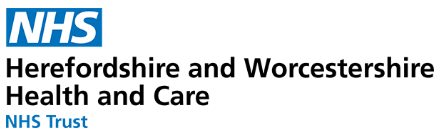 NHS
Herefordshire and Worcestershire
Health and Care
NHS Trust